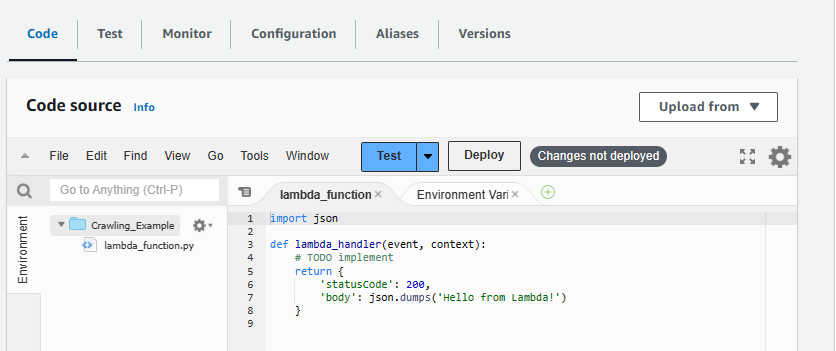 Code Test Monitor Configuration Aliases Versions
Code source Info Upload from
File Edit Find View Go Tools Window Test Deploy Changes not deployed
Go to Anything (Ctrl-P) lambda_function Environment Vari
Environment
Crawling_Example
lambda_function.py
1 import json
2
3 def lambda_handler(event, context):
4 # TODO implement
5 return {
6 'statusCode': 200,
7 'body': json.dumps('Hello from Lambda!')
8 }
9